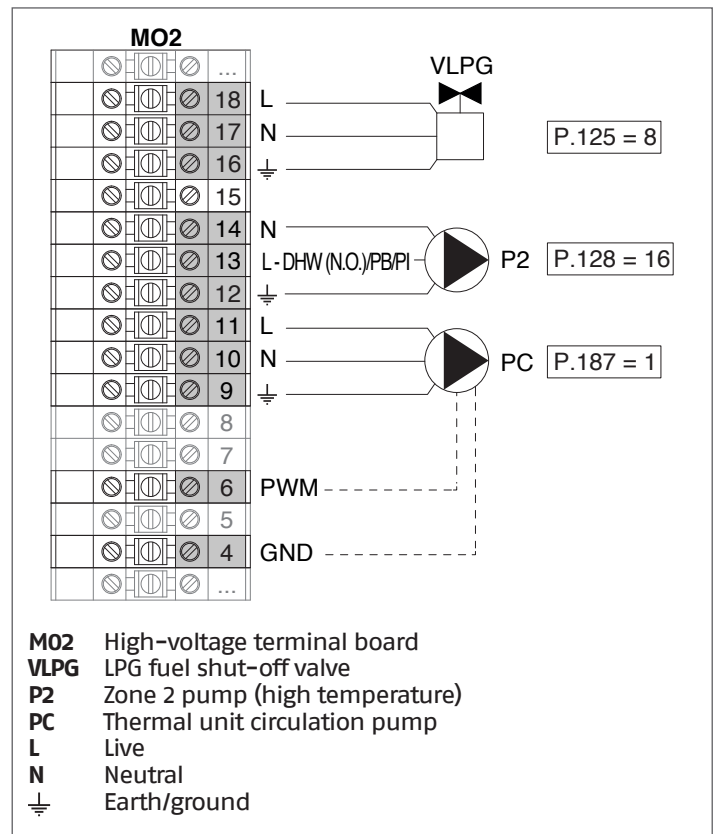 MO2
...
VLPG
18 L
17 N P.125 = 8
16
15
14 N
13 L - DHW (N.O.)/PB/PI P2 P.128 = 16
12
11 L
10 N PC P.187 = 1
9
8
7
6 PWM
5
4 GND
...
M02 High-voltage terminal board
VLPG LPG fuel shut-off valve
P2 Zone 2 pump (high temperature)
PC Thermal unit circulation pump
L Live
N Neutral
⏚ Earth/ground